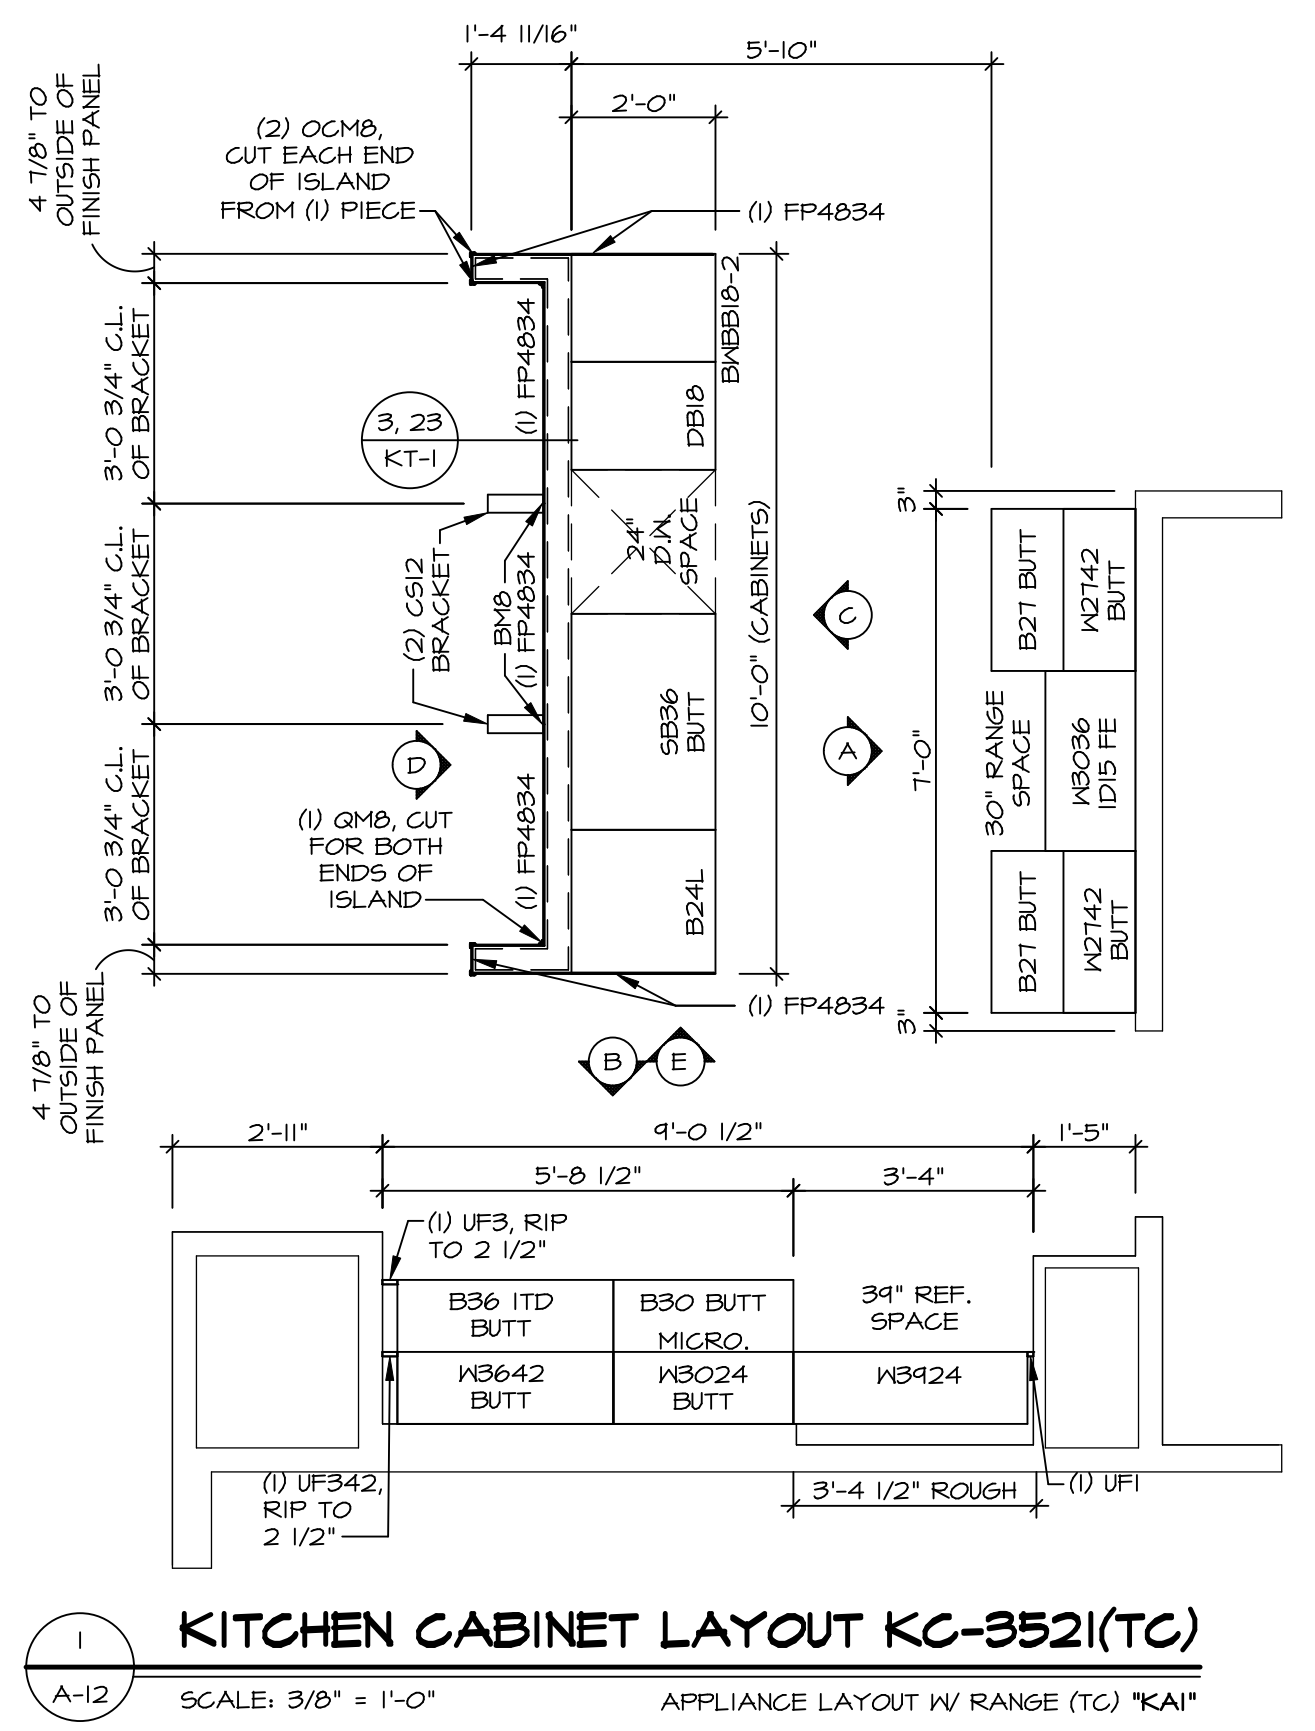 1'-4 11/16"
5'-10"
2'-0"
4 7/8" TO
OUTSIDE OF
FINISH PANEL
(2) OCM8,
CUT EACH END
OF ISLAND
FROM (1) PIECE
(1) FP4834
BWBB18-2
3'-0 3/4" C.L.
OF BRACKET
(1) FP4834
DB18
3, 23
KT-1
24"
D.W.
SPACE
3'-0 3/4" C.L.
OF BRACKET
(2) CS12
BRACKET
BM8
(1) FP4834
10'-0" (CABINETS)
SB36
BUTT
C
A
D
3"
B27 BUTT
W2742
BUTT
7'-0"
30" RANGE
SPACE
W3036
1D15 FE
B27 BUTT
W2742
BUTT
3"
3'-0 3/4" C.L.
OF BRACKET
(1) QM8, CUT
FOR BOTH
ENDS OF
ISLAND
(1) FP4834
B24L
4 7/8" TO
OUTSIDE OF
FINISH PANEL
(1) FP4834
B
E
2'-11"
9'-0 1/2"
1'-5"
5'-8 1/2"
3'-4"
(1) UF3, RIP
TO 2 1/2"
B36 1TD
BUTT
B30 BUTT
MICRO.
39" REF.
SPACE
W3642
BUTT
W3024
BUTT
W3924
(1) UF342,
RIP TO
2 1/2"
3'-4 1/2" ROUGH
(1) UF1
1
A-12
KITCHEN CABINET LAYOUT KC-3521(TC)
SCALE: 3/8" = 1'-0"
APPLIANCE LAYOUT W/ RANGE (TC) "KA1"